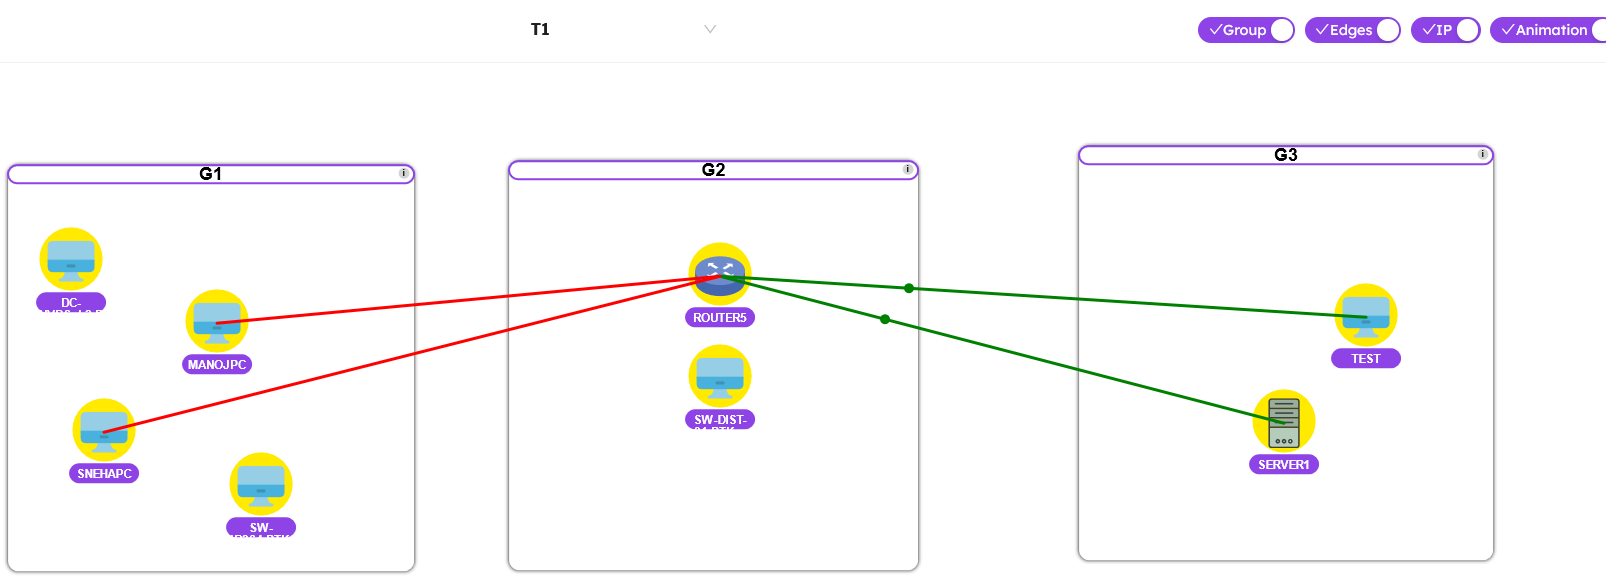 T1
Group
Edges
IP
Animation
G1
i
G2
i
G3
i
DC-
MANOJPC
SNEHAPC
SW-
ROUTER5
SW-DIST-
TEST
SERVER1